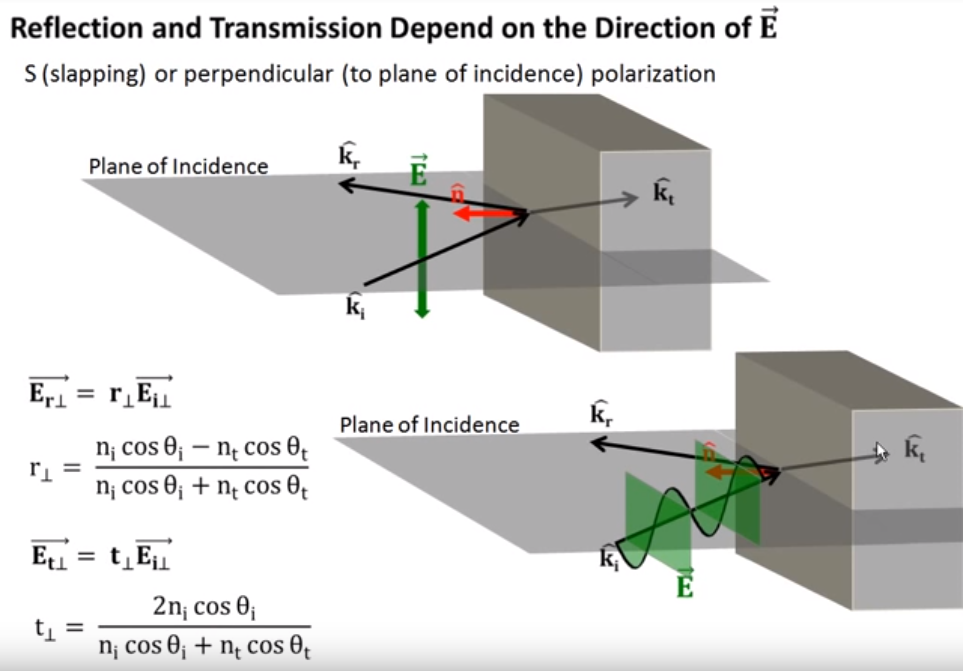 Reflection and Transmission Depend on the Direction of E⃗
S (slapping) or perpendicular (to plane of incidence) polarization
Plane of Incidence
k̂ᵣ
E⃗
n̂
k̂ₜ
k̂ᵢ
E⃗ᵣ⊥ = r⊥E⃗ᵢ⊥
r⊥ = (nᵢ cos θᵢ − nₜ cos θₜ) / (nᵢ cos θᵢ + nₜ cos θₜ)
E⃗ₜ⊥ = t⊥E⃗ᵢ⊥
t⊥ = 2nᵢ cos θᵢ / (nᵢ cos θᵢ + nₜ cos θₜ)
Plane of Incidence
k̂ᵣ
n̂
k̂ₜ
k̂ᵢ
E⃗